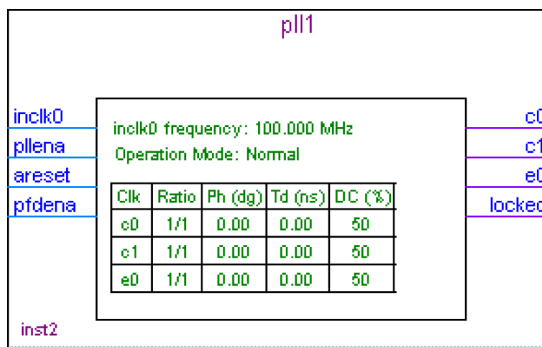 pll1
inclk0
pllena
areset
pfdena
inclk0 frequency: 100.000 MHz
Operation Mode: Normal
Clk Ratio Ph (dg) Td (ns) DC (%)
c0 1/1 0.00 0.00 50
c1 1/1 0.00 0.00 50
e0 1/1 0.00 0.00 50
c0
c1
e0
locked
inst2